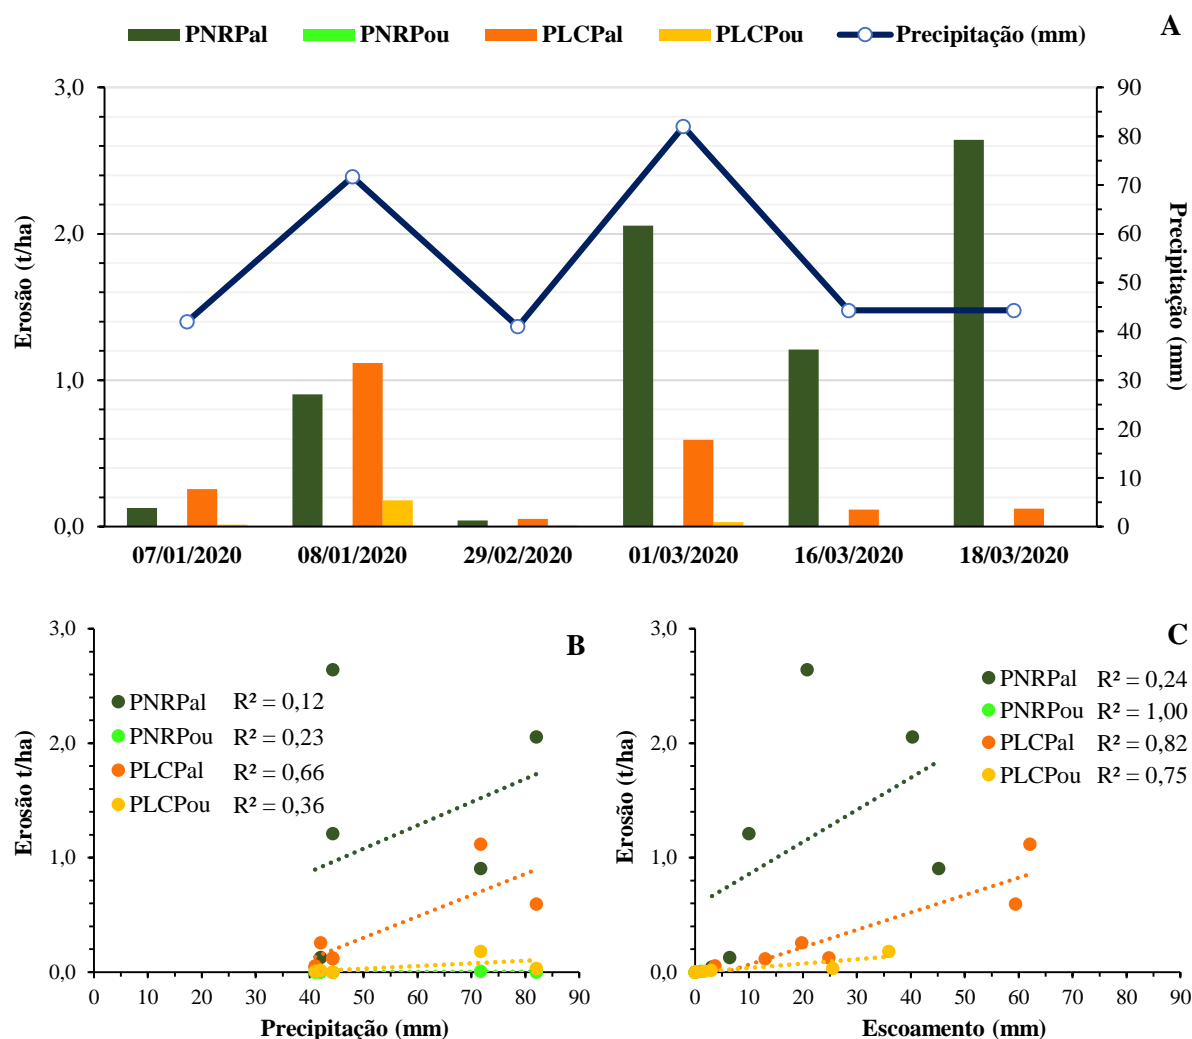 PNRPal PNRPou PLCPal PLCPou Precipitação (mm) A
3,0
2,0
1,0
0,0
Erosão (t/ha)
90
80
70
60
50
40
30
20
10
0
Precipitação (mm)
07/01/2020 08/01/2020 29/02/2020 01/03/2020 16/03/2020 18/03/2020
B
3,0
2,0
1,0
0,0
Erosão t/ha)
PNRPal R² = 0,12
PNRPou R² = 0,23
PLCPal R² = 0,66
PLCPou R² = 0,36
0 10 20 30 40 50 60 70 80 90
Precipitação (mm)
C
3,0
2,0
1,0
0,0
Erosão (t/ha)
PNRPal R² = 0,24
PNRPou R² = 1,00
PLCPal R² = 0,82
PLCPou R² = 0,75
0 10 20 30 40 50 60 70 80 90
Escoamento (mm)